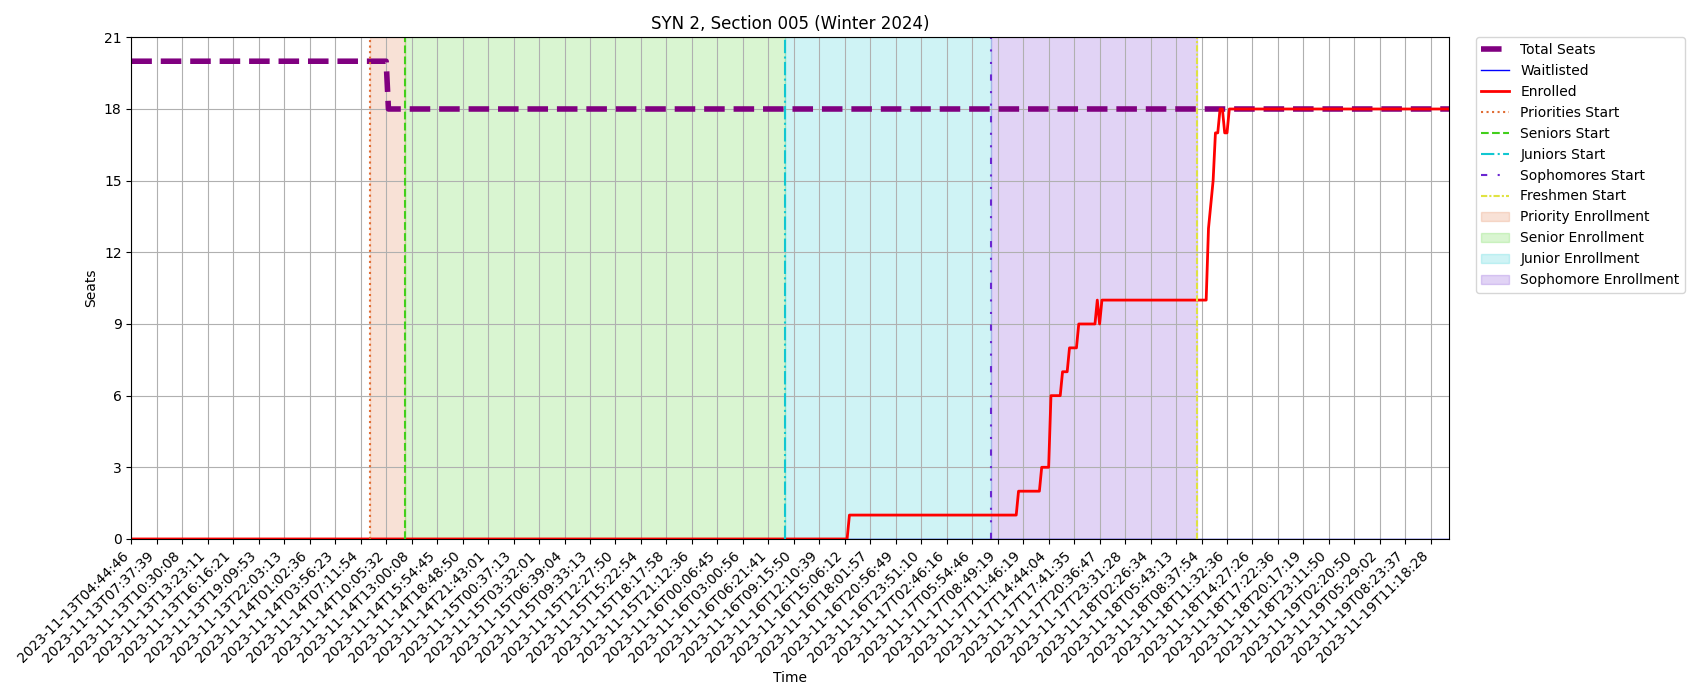 SYN 2, Section 005 (Winter 2024)
Seats
21
18
15
12
9
6
3
0
2023-11-13T04:44:46
2023-11-13T07:37:39
2023-11-13T10:30:08
2023-11-13T13:23:11
2023-11-13T16:16:21
2023-11-13T19:09:53
2023-11-13T22:03:13
2023-11-14T01:02:36
2023-11-14T03:56:23
2023-11-14T07:11:54
2023-11-14T10:05:32
2023-11-14T13:00:08
2023-11-14T15:54:45
2023-11-14T18:48:50
2023-11-14T21:43:01
2023-11-15T00:37:13
2023-11-15T03:32:01
2023-11-15T06:39:04
2023-11-15T09:33:13
2023-11-15T12:27:50
2023-11-15T15:22:54
2023-11-15T18:17:58
2023-11-15T21:12:36
2023-11-16T00:06:45
2023-11-16T03:00:56
2023-11-16T06:21:41
2023-11-16T09:15:50
2023-11-16T12:10:39
2023-11-16T15:06:12
2023-11-16T18:01:57
2023-11-16T20:56:49
2023-11-16T23:51:10
2023-11-17T02:46:16
2023-11-17T05:54:46
2023-11-17T08:49:19
2023-11-17T11:46:19
2023-11-17T14:44:04
2023-11-17T17:41:35
2023-11-17T20:36:47
2023-11-17T23:31:28
2023-11-18T02:26:34
2023-11-18T05:43:13
2023-11-18T08:37:54
2023-11-18T11:32:36
2023-11-18T14:27:26
2023-11-18T17:22:36
2023-11-18T20:17:19
2023-11-18T23:11:50
2023-11-19T02:20:50
2023-11-19T05:29:02
2023-11-19T08:23:37
2023-11-19T11:18:28
Time
Total Seats
Waitlisted
Enrolled
Priorities Start
Seniors Start
Juniors Start
Sophomores Start
Freshmen Start
Priority Enrollment
Senior Enrollment
Junior Enrollment
Sophomore Enrollment